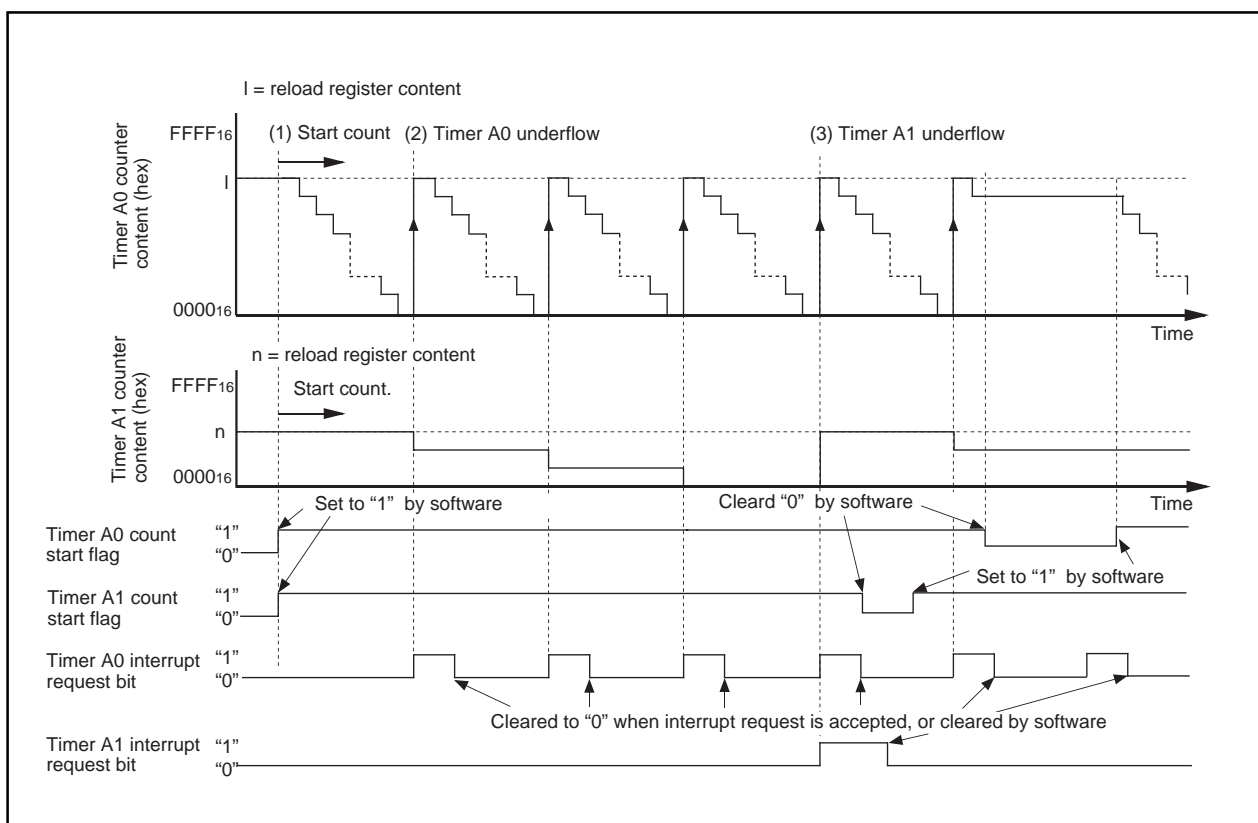 l = reload register content
FFFF16
(1) Start count
(2) Timer A0 underflow
(3) Timer A1 underflow
l
Timer A0 counter
content (hex)
000016
Time
n = reload register content
FFFF16
Start count.
n
Timer A1 counter
content (hex)
000016
Time
Set to “1” by software
Cleard “0” by software
Timer A0 count
start flag
“1”
“0”
Set to “1” by software
Timer A1 count
start flag
“1”
“0”
Timer A0 interrupt
request bit
“1”
“0”
Cleared to “0” when interrupt request is accepted, or cleared by software
Timer A1 interrupt
request bit
“1”
“0”